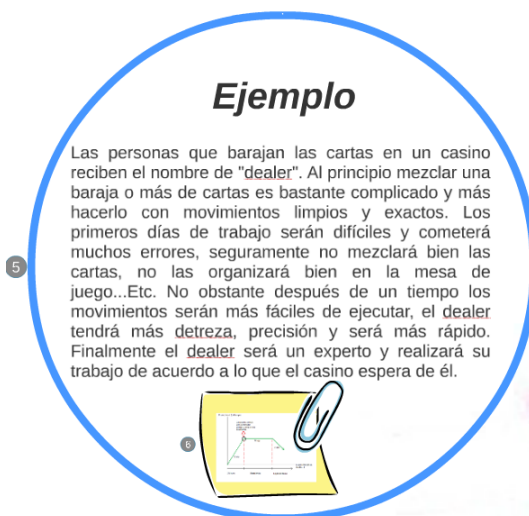 Ejemplo
Las personas que barajan las cartas en un casino
reciben el nombre de "dealer". Al principio mezclar una
baraja o más de cartas es bastante complicado y más
hacerlo con movimientos limpios y exactos. Los
primeros días de trabajo serán difíciles y cometerá
muchos errores, seguramente no mezclará bien las
cartas, no las organizará bien en la mesa de
juego...Etc. No obstante después de un tiempo los
movimientos serán más fáciles de ejecutar, el dealer
tendrá más detreza, precisión y será más rápido.
Finalmente el dealer será un experto y realizará su
trabajo de acuerdo a lo que el casino espera de él.
5
6